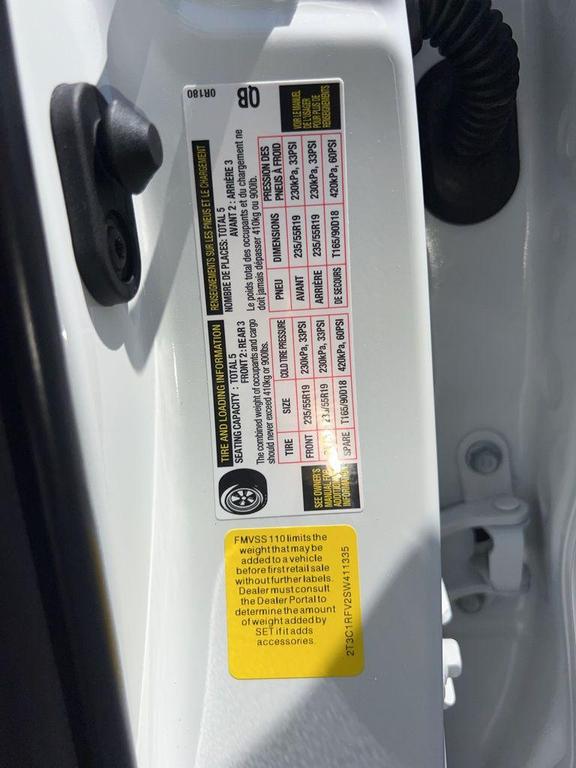 TIRE AND LOADING INFORMATION
SEATING CAPACITY : TOTAL 5
FRONT 2 : REAR 3
The combined weight of occupants and cargo
should never exceed 410kg or 900lbs.
TIRE SIZE COLD TIRE PRESSURE
FRONT 235/55R19 230kPa, 33PSI
235/55R19 230kPa, 33PSI
SPARE T165/90D18 420kPa, 60PSI
SEE OWNER'S
MANUAL FOR
INFORMATION
RENSEIGNEMENTS SUR LES PNEUS ET LE CHARGEMENT
NOMBRE DE PLACES: TOTAL 5
AVANT 2 : ARRIÈRE 3
Le poids total des occupants et du chargement ne
doit jamais dépasser 410kg ou 900lb.
PNEU DIMENSIONS PRESSION DES
PNEUS À FROID
AVANT 235/55R19 230kPa, 33PSI
ARRIÈRE 235/55R19 230kPa, 33PSI
DE SECOURS T165/90D18 420kPa, 60PSI
VOIR LE MANUEL
DE L'USAGER
POUR PLUS DE
RENSEIGNEMENTS
0R180
QB
FMVSS 110 limits the
weight that may be
added to a vehicle
before first retail sale
without further labels.
Dealer must consult
the Dealer Portal to
determine the amount
of weight added by
SET if it adds
accessories.
2T3C1RFV2SW411335